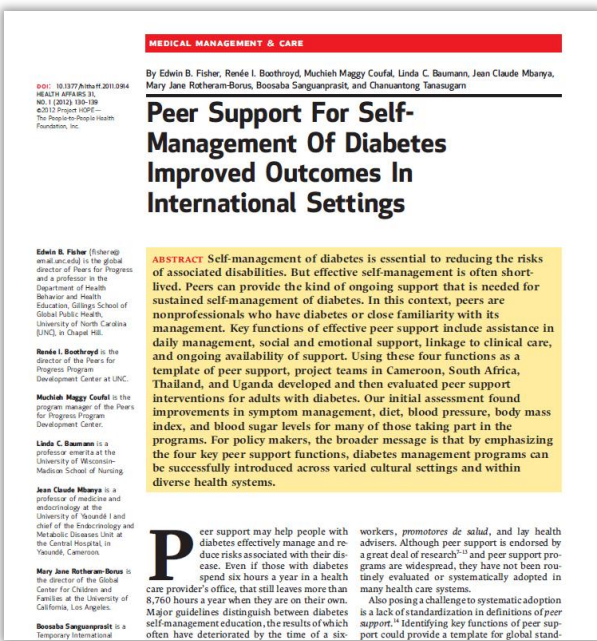 MEDICAL MANAGEMENT & CARE
DOI: 10.1377/hlthaff.2011.0914
HEALTH AFFAIRS 31,
NO. 1 (2012): 130–139
©2012 Project HOPE—
The People-to-People Health
Foundation, Inc.
By Edwin B. Fisher, Renée I. Boothroyd, Muchieh Maggy Coufal, Linda C. Baumann, Jean Claude Mbanya,
Mary Jane Rotheram-Borus, Boosaba Sanguanprasit, and Chanuantong Tanasugarn
Peer Support For Self-
Management Of Diabetes
Improved Outcomes In
International Settings
Edwin B. Fisher (fishere@
email.unc.edu) is the global
director of Peers for Progress
and a professor in the
Department of Health
Behavior and Health
Education, Gillings School of
Global Public Health,
University of North Carolina
(UNC), in Chapel Hill.
Renée I. Boothroyd is the
director of the Peers for
Progress Program
Development Center at UNC.
Muchieh Maggy Coufal is the
program manager of the Peers
for Progress Program
Development Center.
Linda C. Baumann is a
professor emerita at the
University of Wisconsin–
Madison School of Nursing.
Jean Claude Mbanya is a
professor of medicine and
endocrinology at the
University of Yaoundé I and
chief of the Endocrinology and
Metabolic Diseases Unit at
the Central Hospital, in
Yaoundé, Cameroon.
Mary Jane Rotheram-Borus is
the director of the Global
Center for Children and
Families at the University of
California, Los Angeles.
Boosaba Sanguanprasit is a
Temporary International
ABSTRACT Self-management of diabetes is essential to reducing the risks
of associated disabilities. But effective self-management is often short-
lived. Peers can provide the kind of ongoing support that is needed for
sustained self-management of diabetes. In this context, peers are
nonprofessionals who have diabetes or close familiarity with its
management. Key functions of effective peer support include assistance in
daily management, social and emotional support, linkage to clinical care,
and ongoing availability of support. Using these four functions as a
template of peer support, project teams in Cameroon, South Africa,
Thailand, and Uganda developed and then evaluated peer support
interventions for adults with diabetes. Our initial assessment found
improvements in symptom management, diet, blood pressure, body mass
index, and blood sugar levels for many of those taking part in the
programs. For policy makers, the broader message is that by emphasizing
the four key peer support functions, diabetes management programs can
be successfully introduced across varied cultural settings and within
diverse health systems.
Peer support may help people with
diabetes effectively manage and re-
duce risks associated with their dis-
ease. Even if those with diabetes
spend six hours a year in a health
care provider's office, that still leaves more than
8,760 hours a year when they are on their own.
Major guidelines distinguish between diabetes
self-management education, the results of which
often have deteriorated by the time of a six-
workers, promotores de salud, and lay health
advisers. Although peer support is endorsed by
a great deal of research7–13 and peer support pro-
grams are widespread, they have not been rou-
tinely evaluated or systematically adopted in
many health care systems.
Also posing a challenge to systematic adoption
is a lack of standardization in definitions of peer
support.14 Identifying key functions of peer sup-
port could provide a template for global stand-